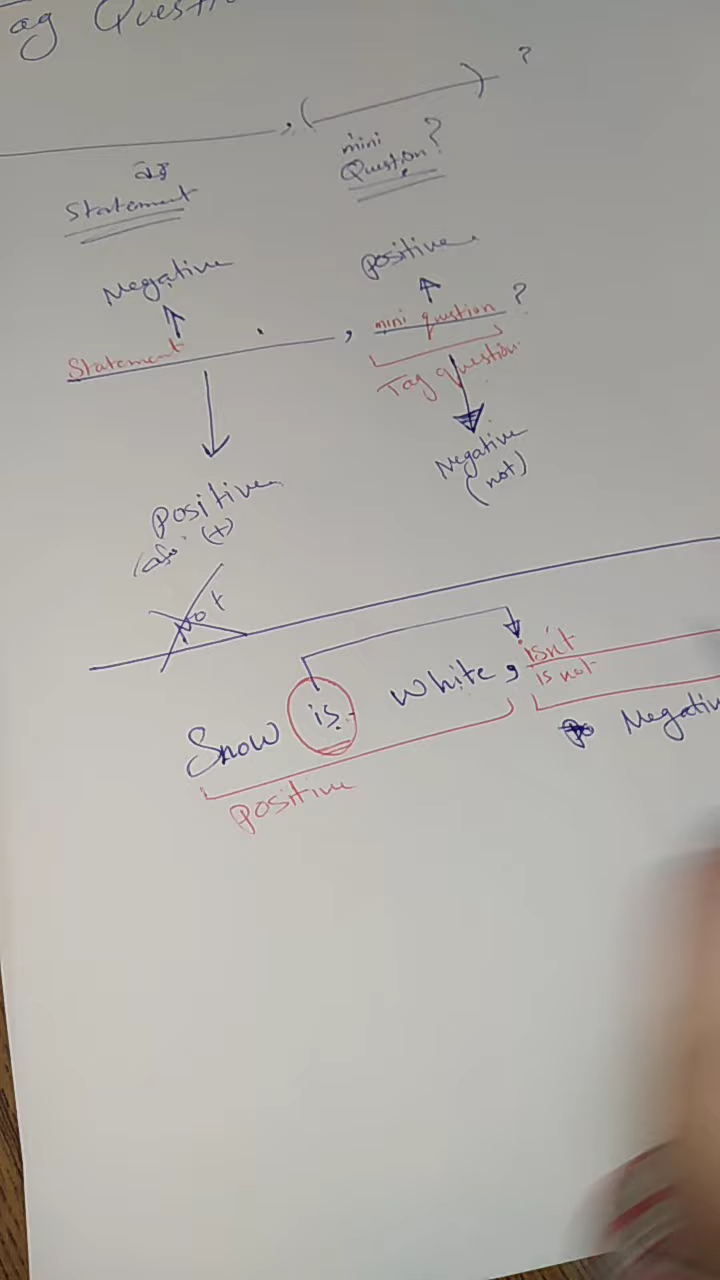 ag Questi
, ( ) ?
Statement
mini
Question?
Negative
positive
Statement , mini question ?
Tag question
Positive
(+)
Negative
(not)
Not
Snow is white, isn't
is not
positive
Negativ